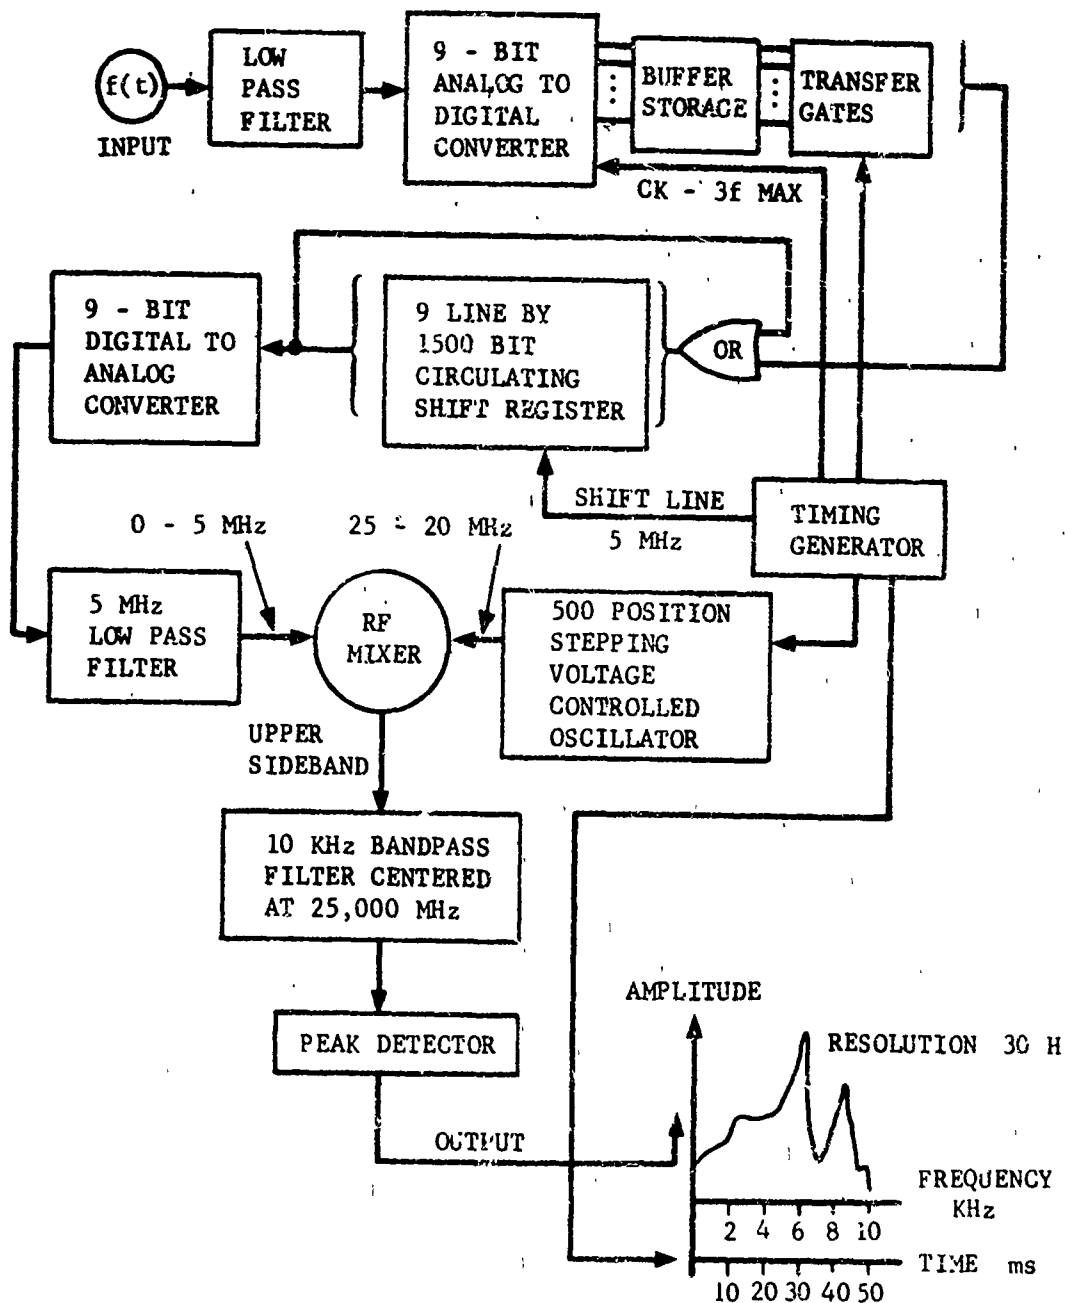 f(t)
INPUT
LOW
PASS
FILTER
9 - BIT
ANALOG TO
DIGITAL
CONVERTER
BUFFER
STORAGE
TRANSFER
GATES
CK - 3f MAX
9 - BIT
DIGITAL TO
ANALOG
CONVERTER
9 LINE BY
1500 BIT
CIRCULATING
SHIFT REGISTER
OR
SHIFT LINE
5 MHz
TIMING
GENERATOR
0 - 5 MHz
25 - 20 MHz
5 MHz
LOW PASS
FILTER
RF
MIXER
500 POSITION
STEPPING
VOLTAGE
CONTROLLED
OSCILLATOR
UPPER
SIDEBAND
10 KHz BANDPASS
FILTER CENTERED
AT 25,000 MHz
PEAK DETECTOR
OUTPUT
AMPLITUDE
RESOLUTION 30 H
FREQUENCY
KHz
2 4 6 8 10
TIME ms
10 20 30 40 50